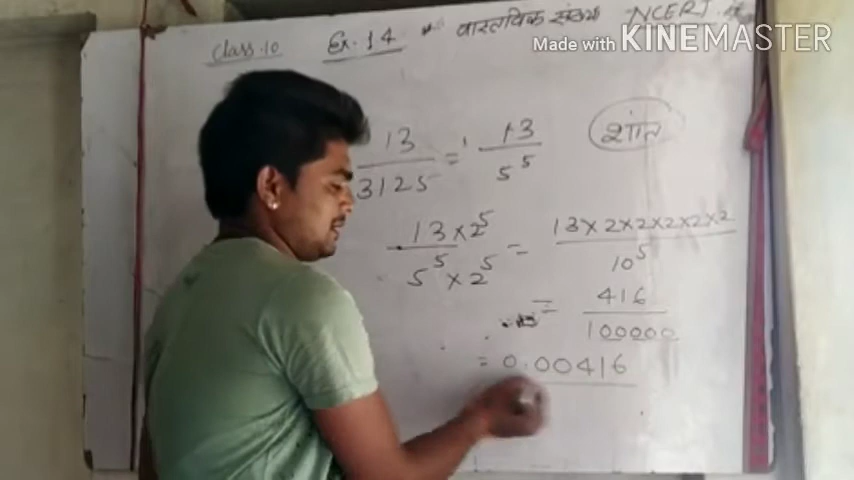 Class-10 Ex. 1.4 वास्तविक संख्या NCERT
Made with KINEMASTER
13/3125 = 13/5⁵ शांत
13×2⁵/5⁵×2⁵ = 13×2×2×2×2×2/10⁵
= 416/100000
= 0.00416